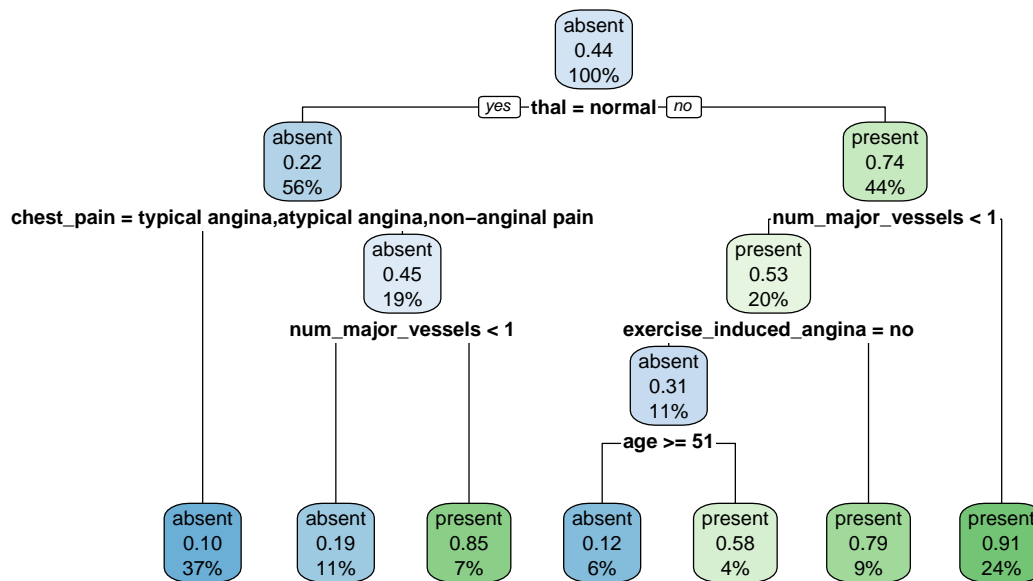 absent
0.44
100%
yes thal = normal no
absent
0.22
56%
present
0.74
44%
chest_pain = typical angina,atypical angina,non−anginal pain
num_major_vessels < 1
absent
0.45
19%
present
0.53
20%
num_major_vessels < 1
exercise_induced_angina = no
absent
0.31
11%
age >= 51
absent
0.10
37%
absent
0.19
11%
present
0.85
7%
absent
0.12
6%
present
0.58
4%
present
0.79
9%
present
0.91
24%